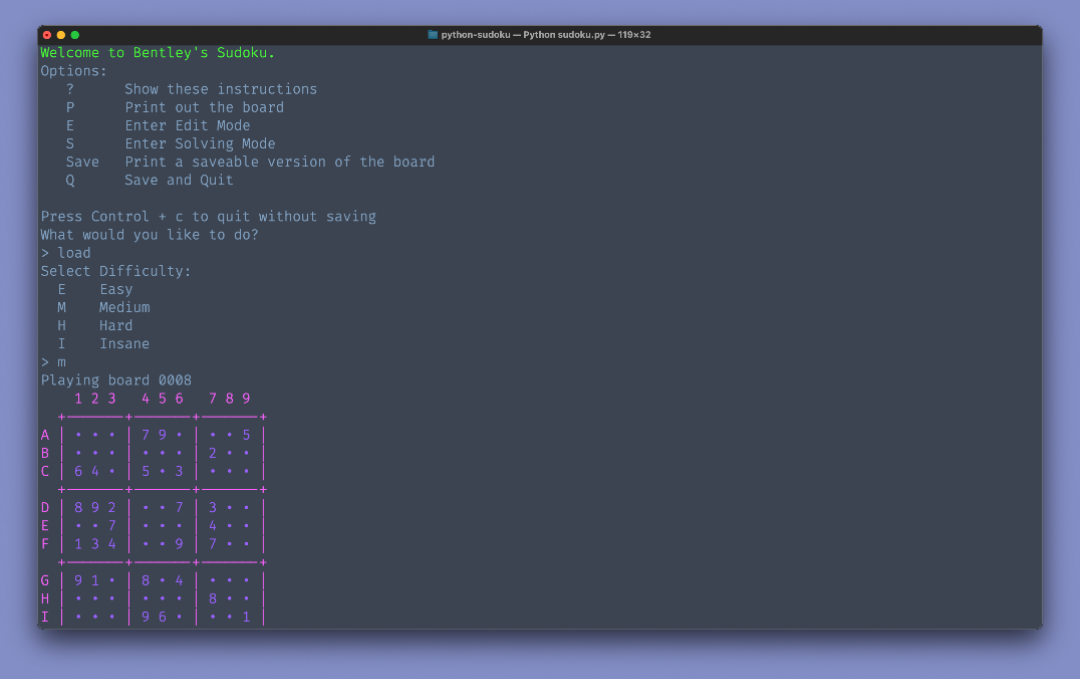 python-sudoku — Python sudoku.py — 119×32
Welcome to Bentley's Sudoku.
Options:
   ?      Show these instructions
   P      Print out the board
   E      Enter Edit Mode
   S      Enter Solving Mode
   Save   Print a saveable version of the board
   Q      Save and Quit
Press Control + c to quit without saving
What would you like to do?
> load
Select Difficulty:
  E    Easy
  M    Medium
  H    Hard
  I    Insane
> m
Playing board 0008
    1 2 3   4 5 6   7 8 9
  +———————+———————+———————+
A | • • • | 7 9 • | • • 5 |
B | • • • | • • • | 2 • • |
C | 6 4 • | 5 • 3 | • • • |
  +———————+———————+———————+
D | 8 9 2 | • • 7 | 3 • • |
E | • • 7 | • • • | 4 • • |
F | 1 3 4 | • • 9 | 7 • • |
  +———————+———————+———————+
G | 9 1 • | 8 • 4 | • • • |
H | • • • | • • • | 8 • • |
I | • • • | 9 6 • | • • 1 |